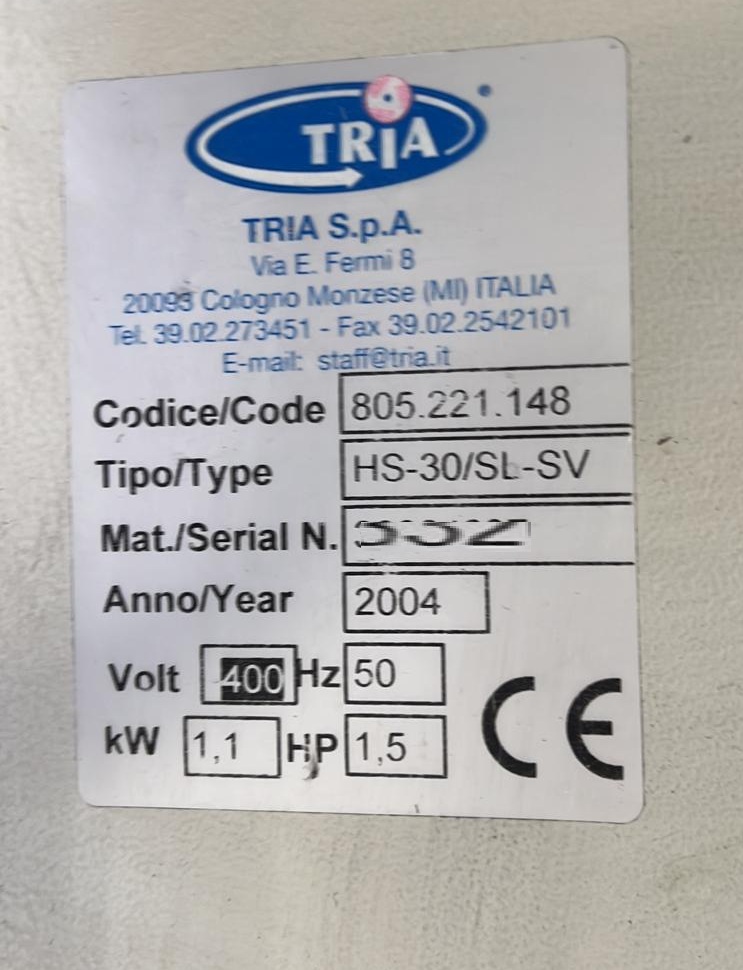 TRIA
TRIA S.p.A.
Via E. Fermi 8
20093 Cologno Monzese (MI) ITALIA
Tel. 39.02.273451 - Fax 39.02.2542101
E-mail: staff@tria.it
Codice/Code 805.221.148
Tipo/Type HS-30/SL-SV
Mat./Serial N.
Anno/Year 2004
Volt 400 Hz 50
kW 1,1 HP 1,5
CE